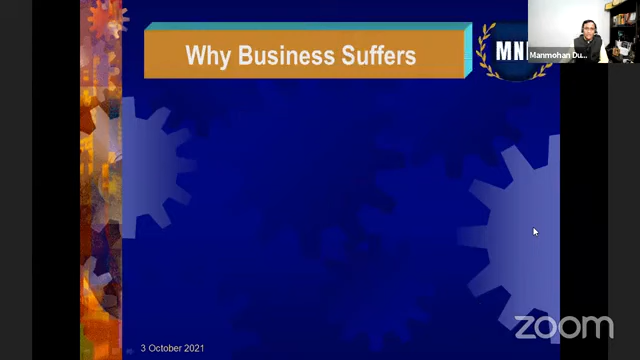 Why Business Suffers
MN
Manmohan Du...
3 October 2021
zoom